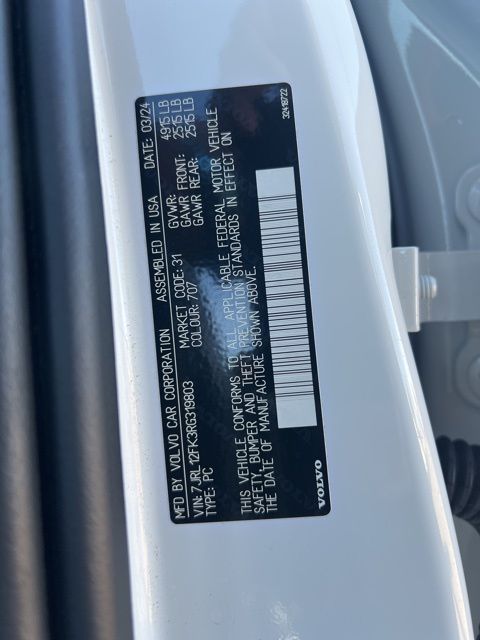 MFD BY VOLVO CAR CORPORATION ASSEMBLED IN USA DATE: 03/24
VIN: 7JRL12FK3RG319803 MARKET CODE: 31 GVWR: 4915 LB
TYPE: PC COLOUR: 707 GAWR FRONT: 2515 LB
GAWR REAR: 2515 LB
THIS VEHICLE CONFORMS TO ALL APPLICABLE FEDERAL MOTOR VEHICLE
SAFETY, BUMPER AND THEFT PREVENTION STANDARDS IN EFFECT ON
THE DATE OF MANUFACTURE SHOWN ABOVE.
VOLVO 32418722